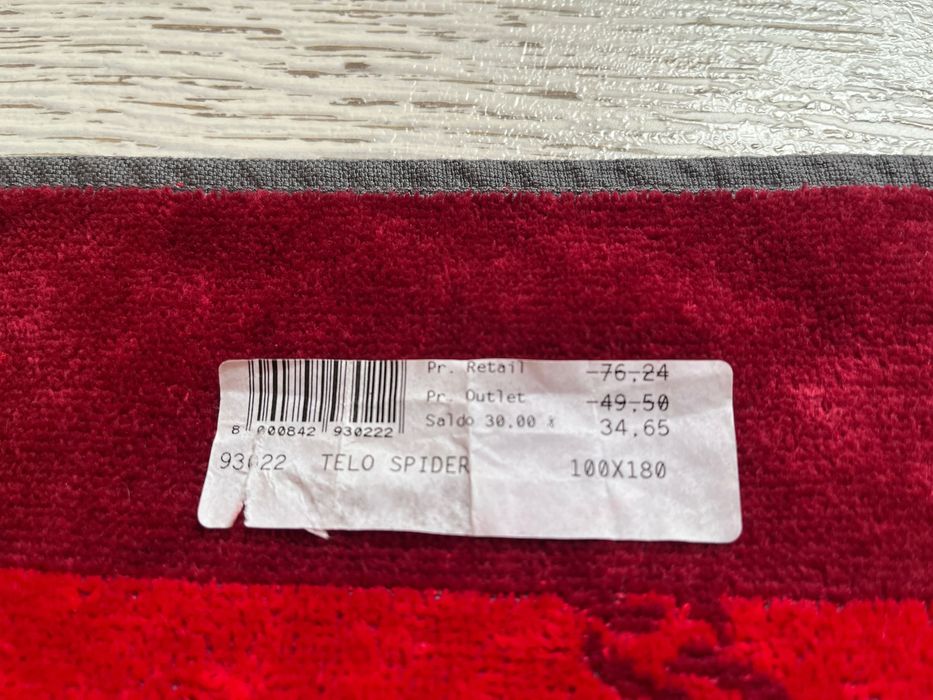 Pr. Retail 76.24
Pr. Outlet 49.50
Saldo 30.00 % 34,65
8 000842 930222
93022 TELO SPIDER 100X180